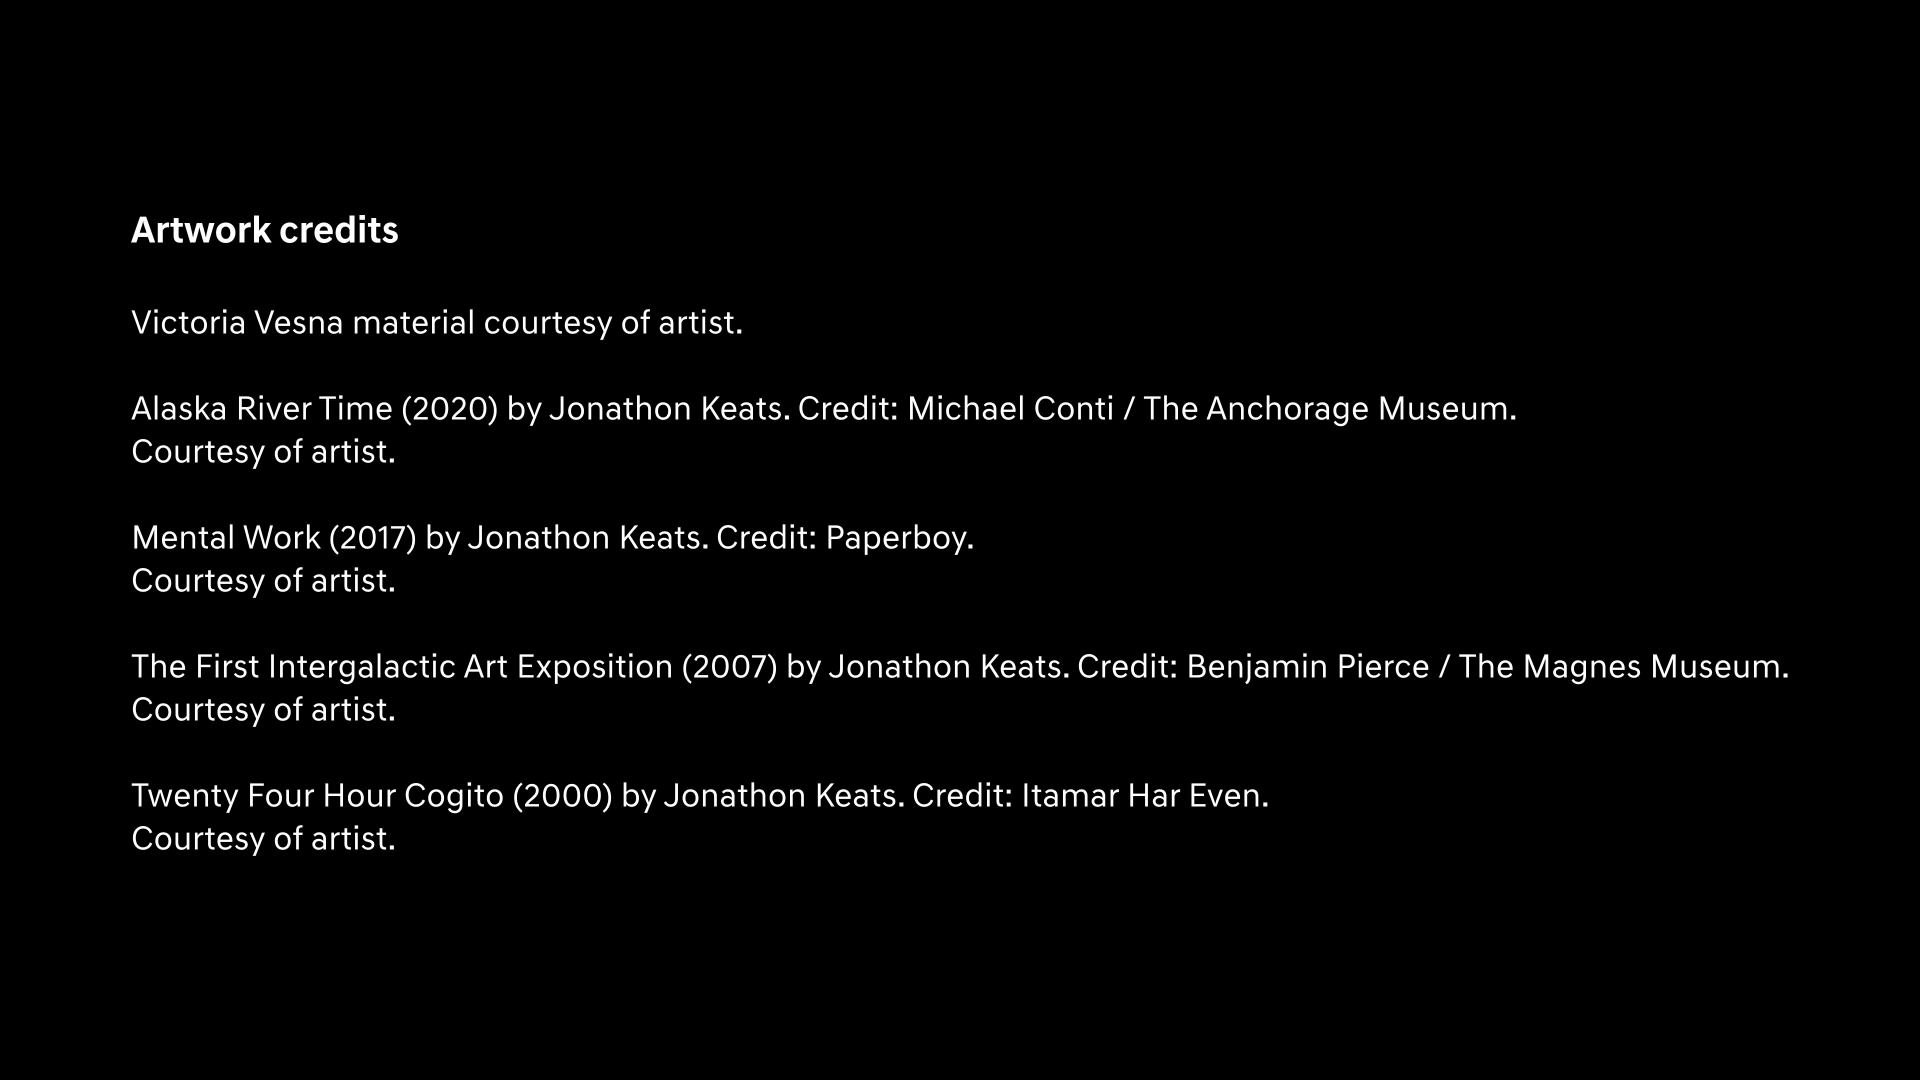 Artwork credits
Victoria Vesna material courtesy of artist.
Alaska River Time (2020) by Jonathon Keats. Credit: Michael Conti / The Anchorage Museum.
Courtesy of artist.
Mental Work (2017) by Jonathon Keats. Credit: Paperboy.
Courtesy of artist.
The First Intergalactic Art Exposition (2007) by Jonathon Keats. Credit: Benjamin Pierce / The Magnes Museum.
Courtesy of artist.
Twenty Four Hour Cogito (2000) by Jonathon Keats. Credit: Itamar Har Even.
Courtesy of artist.